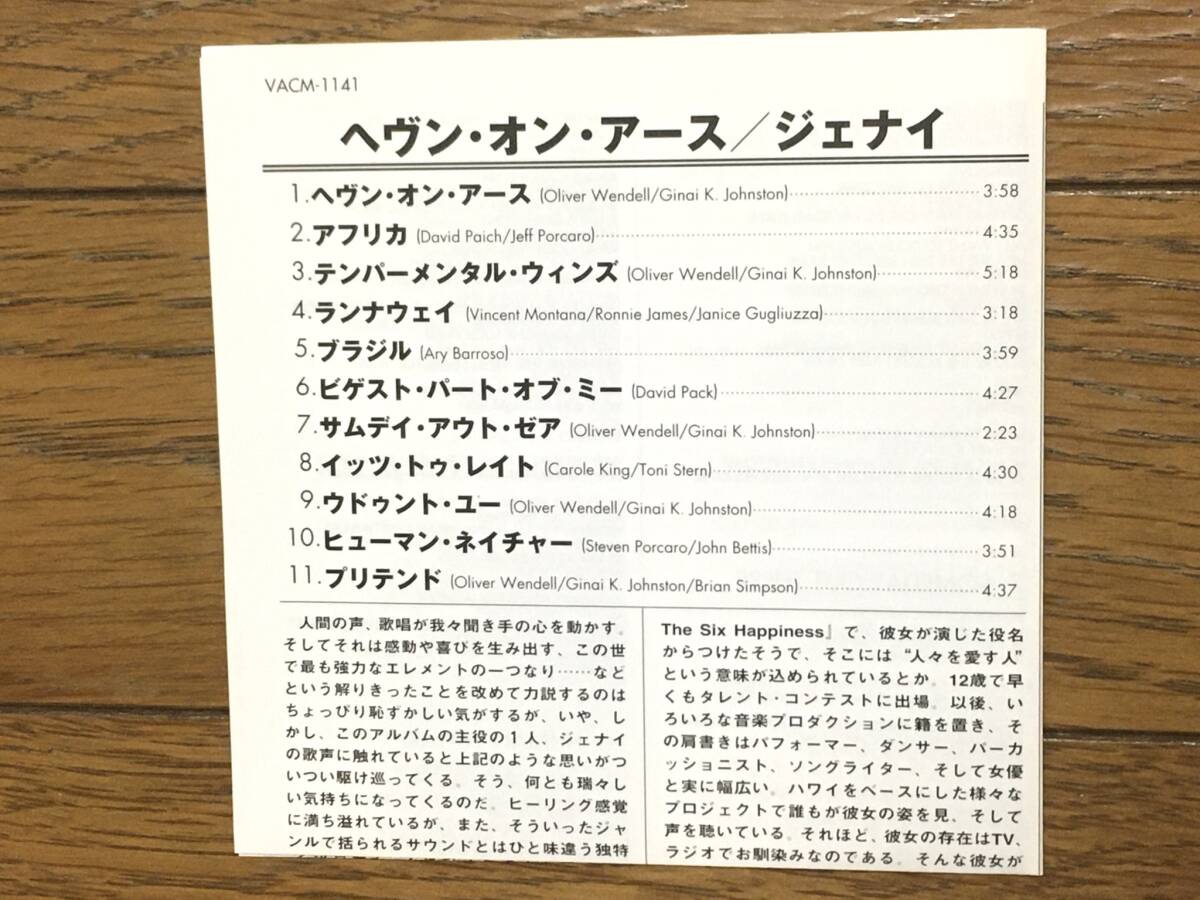 VACM-1141
ヘヴン・オン・アース／ジェナイ
1.ヘヴン・オン・アース (Oliver Wendell/Ginai K. Johnston)……3:58
2.アフリカ (David Paich/Jeff Porcaro)……4:35
3.テンパーメンタル・ウィンズ (Oliver Wendell/Ginai K. Johnston)……5:18
4.ランナウェイ (Vincent Montana/Ronnie James/Janice Gugliuzza)……3:18
5.ブラジル (Ary Barroso)……3:59
6.ビゲスト・パート・オブ・ミー (David Pack)……4:27
7.サムデイ・アウト・ゼア (Oliver Wendell/Ginai K. Johnston)……2:23
8.イッツ・トゥ・レイト (Carole King/Toni Stern)……4:30
9.ウドゥント・ユー (Oliver Wendell/Ginai K. Johnston)……4:18
10.ヒューマン・ネイチャー (Steven Porcaro/John Bettis)……3:51
11.プリテンド (Oliver Wendell/Ginai K. Johnston/Brian Simpson)……4:37
人間の声、歌唱が我々聞き手の心を動かす。
そしてそれは感動や喜びを生み出す、この世
で最も強力なエレメントの一つなり……など
という解りきったことを改めて力説するのは
ちょっぴり恥ずかしい気がするが、いや、し
かし、このアルバムの主役の１人、ジェナイ
の歌声に触れていると上記のような思いがつ
いつい駆け巡ってくる。そう、何とも瑞々し
い気持ちになってくるのだ。ヒーリング感覚
に満ち溢れているが、また、そういったジャ
ンルで括られるサウンドとはひと味違う独特
The Six Happiness』で、彼女が演じた役名
からつけたそうで、そこには“人々を愛す人”
という意味が込められているとか。12歳で早
くもタレント・コンテストに出場。以後、い
ろいろな音楽プロダクションに籍を置き、そ
の肩書きはパフォーマー、ダンサー、パーカ
ッショニスト、ソングライター、そして女優
と実に幅広い。ハワイをベースにした様々な
プロジェクトで誰もが彼女の姿を見、そして
声を聴いている。それほど、彼女の存在はTV、
ラジオでお馴染みなのである。そんな彼女が